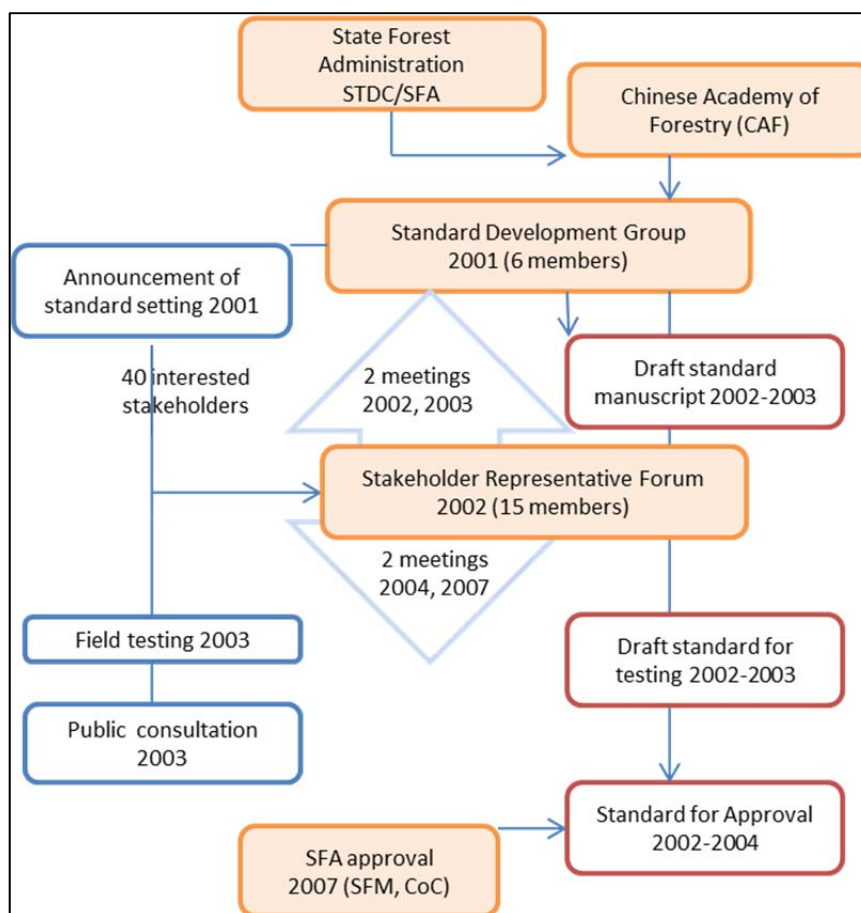 State Forest
Administration
STDC/SFA
Chinese Academy of
Forestry (CAF)
Standard Development Group
2001 (6 members)
Announcement of
standard setting 2001
40 interested
stakeholders
2 meetings
2002, 2003
Draft standard
manuscript 2002-2003
Stakeholder Representative Forum
2002 (15 members)
2 meetings
2004, 2007
Field testing 2003
Draft standard for
testing 2002-2003
Public consultation
2003
Standard for Approval
2002-2004
SFA approval
2007 (SFM, CoC)